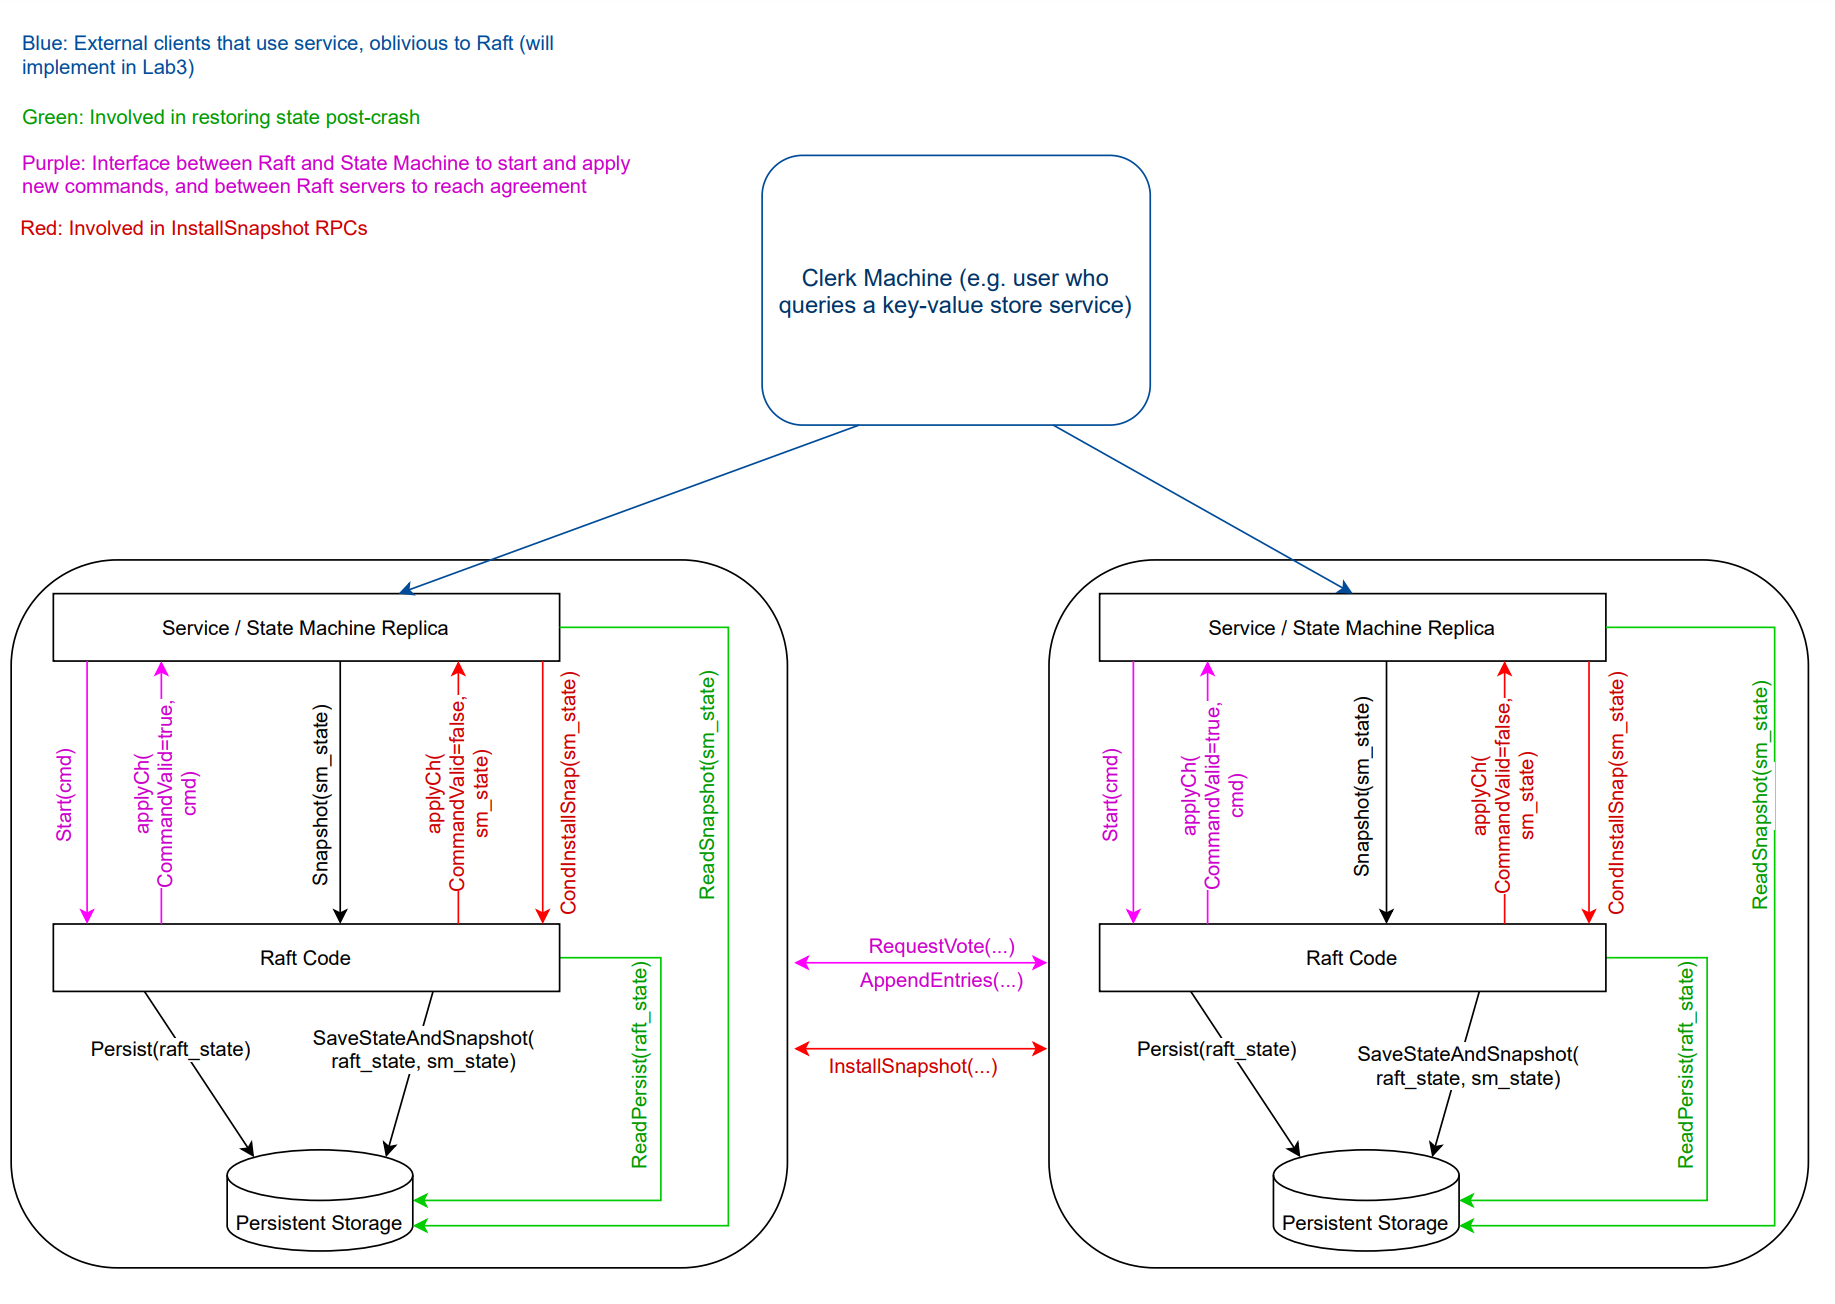 Blue: External clients that use service, oblivious to Raft (will
implement in Lab3)
Green: Involved in restoring state post-crash
Purple: Interface between Raft and State Machine to start and apply
new commands, and between Raft servers to reach agreement
Red: Involved in InstallSnapshot RPCs
Clerk Machine (e.g. user who
queries a key-value store service)
Service / State Machine Replica
Start(cmd)
applyCh(
CommandValid=true,
cmd)
Snapshot(sm_state)
applyCh(
CommandValid=false,
sm_state)
CondInstallSnap(sm_state)
ReadSnapshot(sm_state)
Raft Code
Persist(raft_state)
SaveStateAndSnapshot(
raft_state, sm_state)
ReadPersist(raft_state)
Persistent Storage
RequestVote(...)
AppendEntries(...)
InstallSnapshot(...)
Service / State Machine Replica
Start(cmd)
applyCh(
CommandValid=true,
cmd)
Snapshot(sm_state)
applyCh(
CommandValid=false,
sm_state)
CondInstallSnap(sm_state)
ReadSnapshot(sm_state)
Raft Code
Persist(raft_state)
SaveStateAndSnapshot(
raft_state, sm_state)
ReadPersist(raft_state)
Persistent Storage